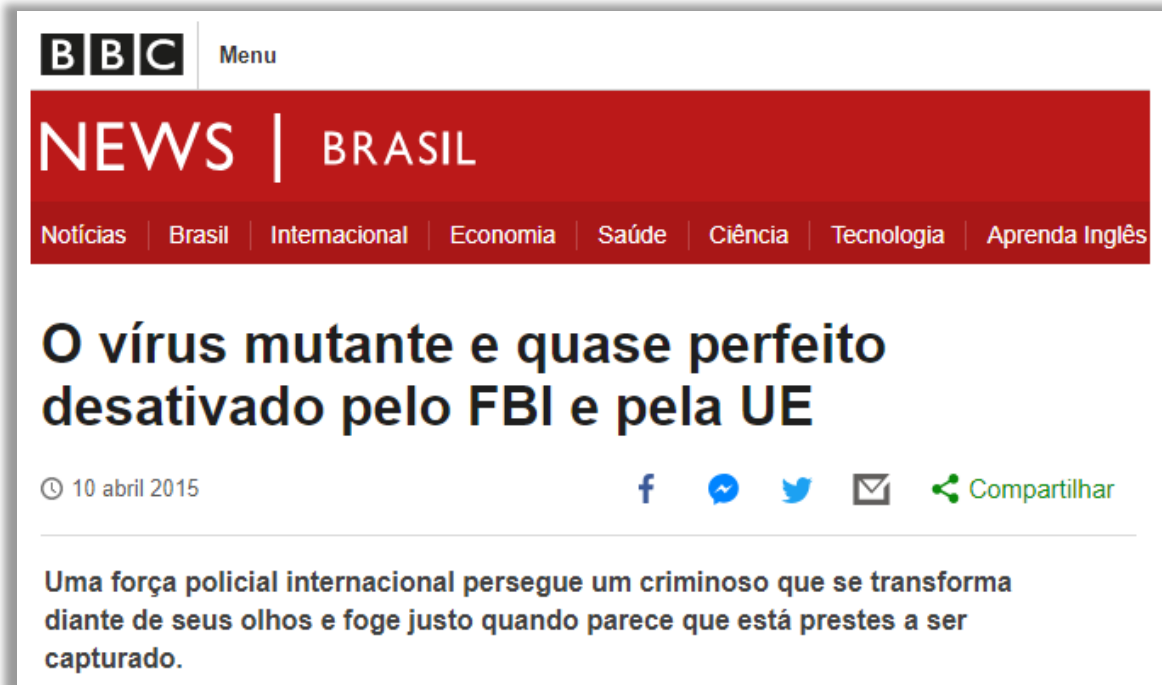 BBC Menu
NEWS | BRASIL
Notícias Brasil Internacional Economia Saúde Ciência Tecnologia Aprenda Inglês
O vírus mutante e quase perfeito
desativado pelo FBI e pela UE
10 abril 2015 Compartilhar
Uma força policial internacional persegue um criminoso que se transforma
diante de seus olhos e foge justo quando parece que está prestes a ser
capturado.